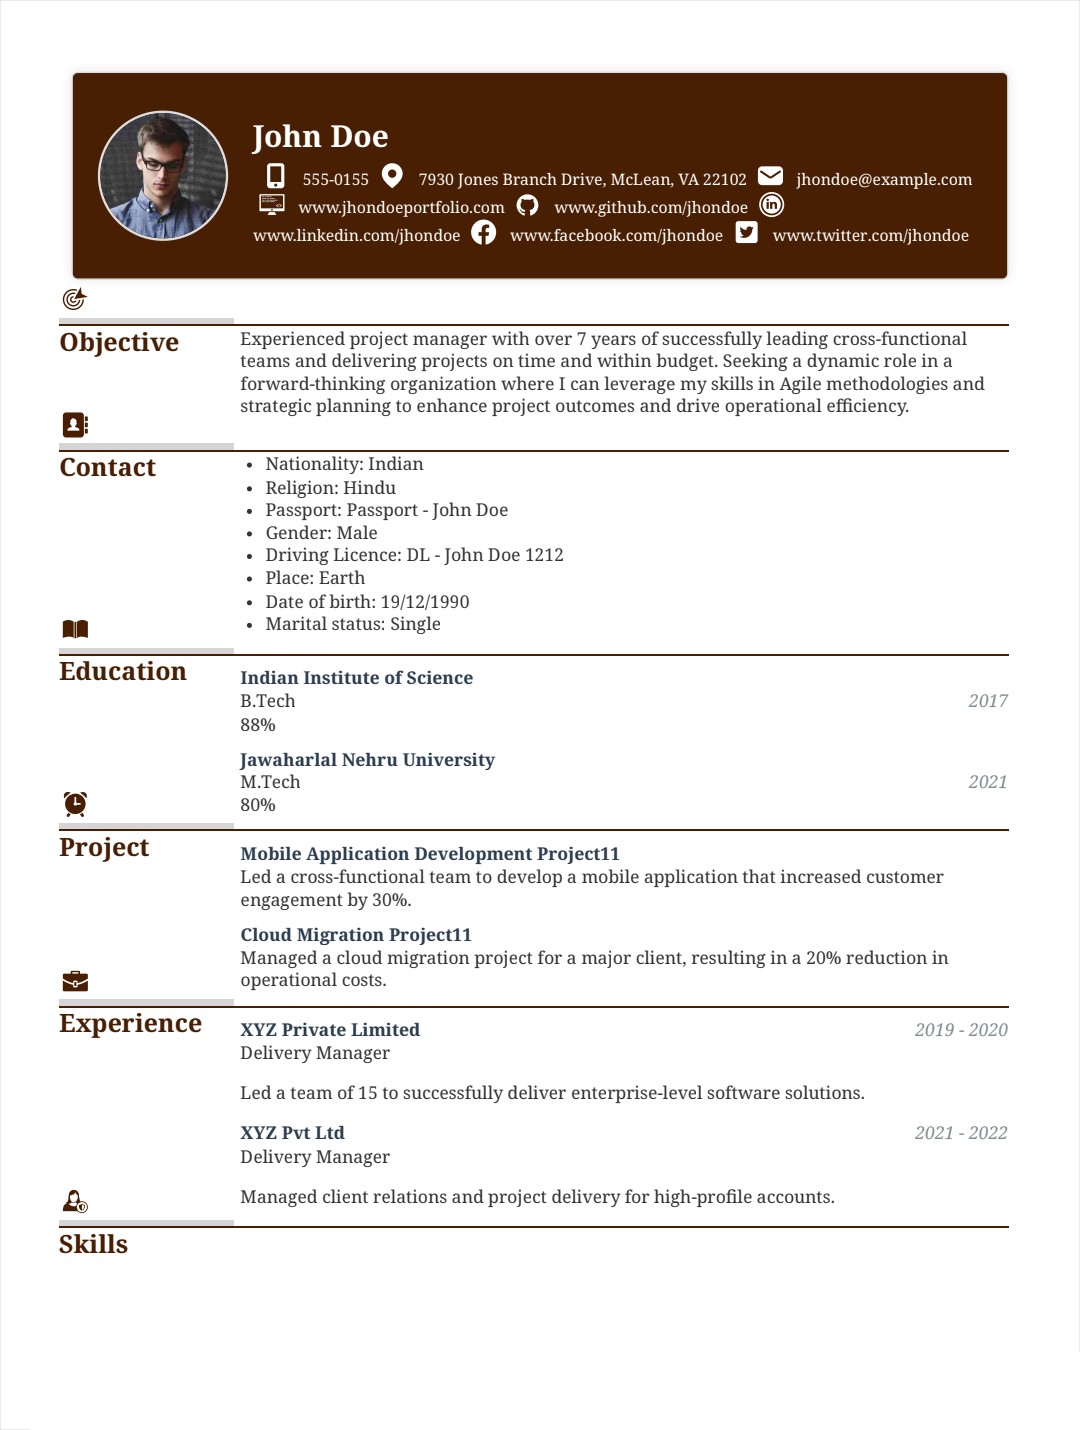 John Doe
555-0155 7930 Jones Branch Drive, McLean, VA 22102 jhondoe@example.com
www.jhondoeportfolio.com www.github.com/jhondoe
www.linkedin.com/jhondoe www.facebook.com/jhondoe www.twitter.com/jhondoe
Objective
Experienced project manager with over 7 years of successfully leading cross-functional
teams and delivering projects on time and within budget. Seeking a dynamic role in a
forward-thinking organization where I can leverage my skills in Agile methodologies and
strategic planning to enhance project outcomes and drive operational efficiency.
Contact
• Nationality: Indian
• Religion: Hindu
• Passport: Passport - John Doe
• Gender: Male
• Driving Licence: DL - John Doe 1212
• Place: Earth
• Date of birth: 19/12/1990
• Marital status: Single
Education
Indian Institute of Science
B.Tech 2017
88%
Jawaharlal Nehru University
M.Tech 2021
80%
Project
Mobile Application Development Project11
Led a cross-functional team to develop a mobile application that increased customer
engagement by 30%.
Cloud Migration Project11
Managed a cloud migration project for a major client, resulting in a 20% reduction in
operational costs.
Experience
XYZ Private Limited 2019 - 2020
Delivery Manager
Led a team of 15 to successfully deliver enterprise-level software solutions.
XYZ Pvt Ltd 2021 - 2022
Delivery Manager
Managed client relations and project delivery for high-profile accounts.
Skills